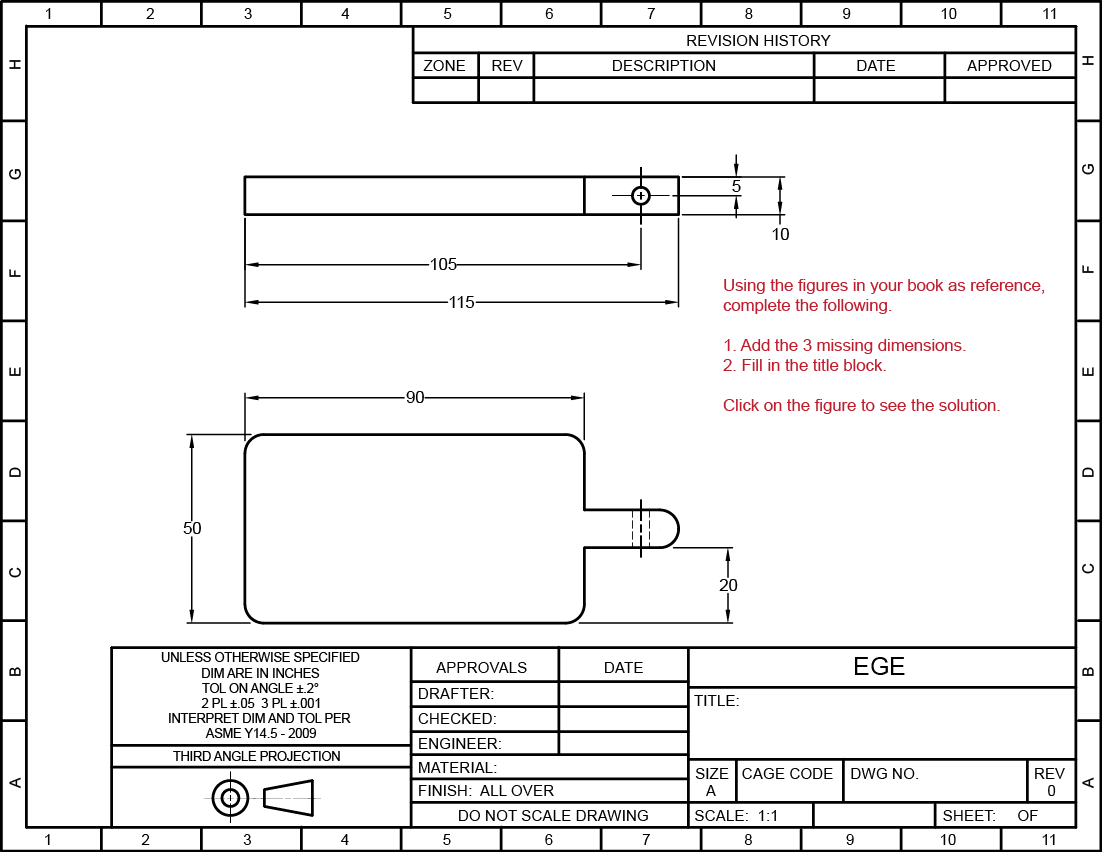 1 2 3 4 5 6 7 8 9 10 11
REVISION HISTORY
ZONE REV DESCRIPTION DATE APPROVED
H H
G G
5
10
105
F F
115
Using the figures in your book as reference,
complete the following.
1. Add the 3 missing dimensions.
2. Fill in the title block.
Click on the figure to see the solution.
E E
90
D D
50
C C
20
B B
UNLESS OTHERWISE SPECIFIED
DIM ARE IN INCHES
TOL ON ANGLE ±.2°
2 PL ±.05 3 PL ±.001
INTERPRET DIM AND TOL PER
ASME Y14.5 - 2009
THIRD ANGLE PROJECTION
APPROVALS DATE
DRAFTER:
CHECKED:
ENGINEER:
MATERIAL:
FINISH: ALL OVER
DO NOT SCALE DRAWING
EGE
TITLE:
SIZE CAGE CODE DWG NO. REV
A 0
SCALE: 1:1 SHEET: OF
A A
1 2 3 4 5 6 7 8 9 10 11